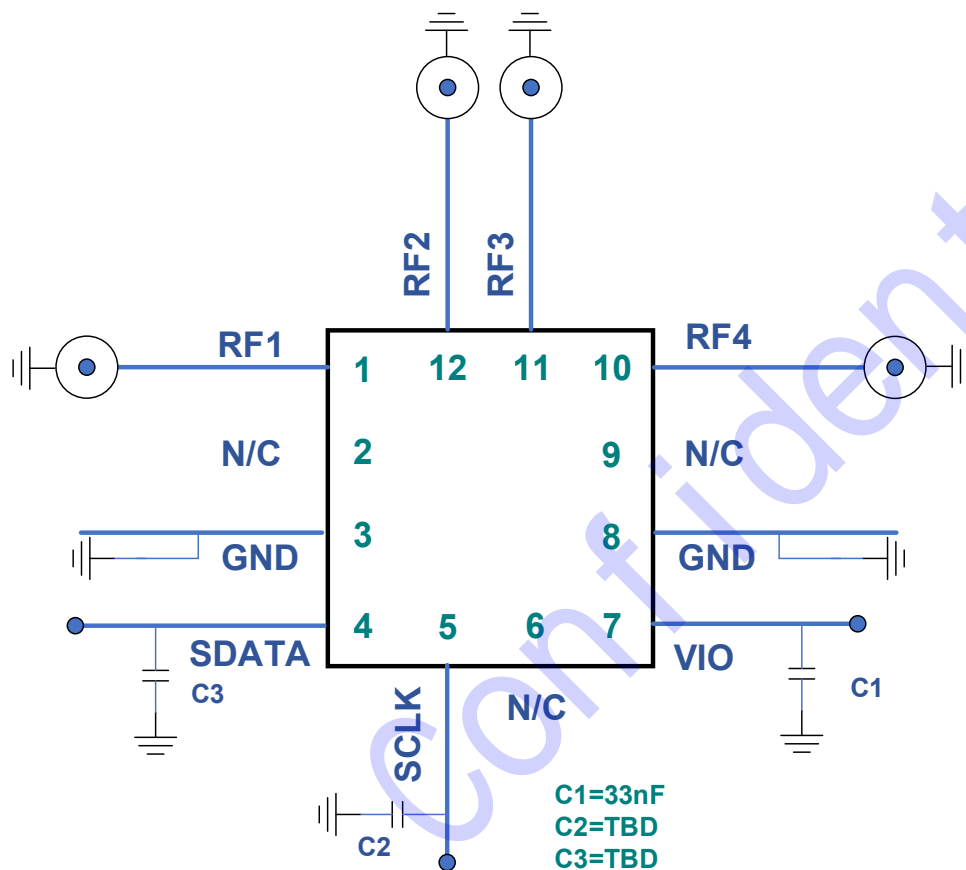 RF2
RF3
RF1
RF4
1
12
11
10
N/C
2
9
N/C
3
8
GND
GND
4
5
6
7
SDATA
VIO
C3
C1
SCLK
N/C
C2
C1=33nF
C2=TBD
C3=TBD
Confident